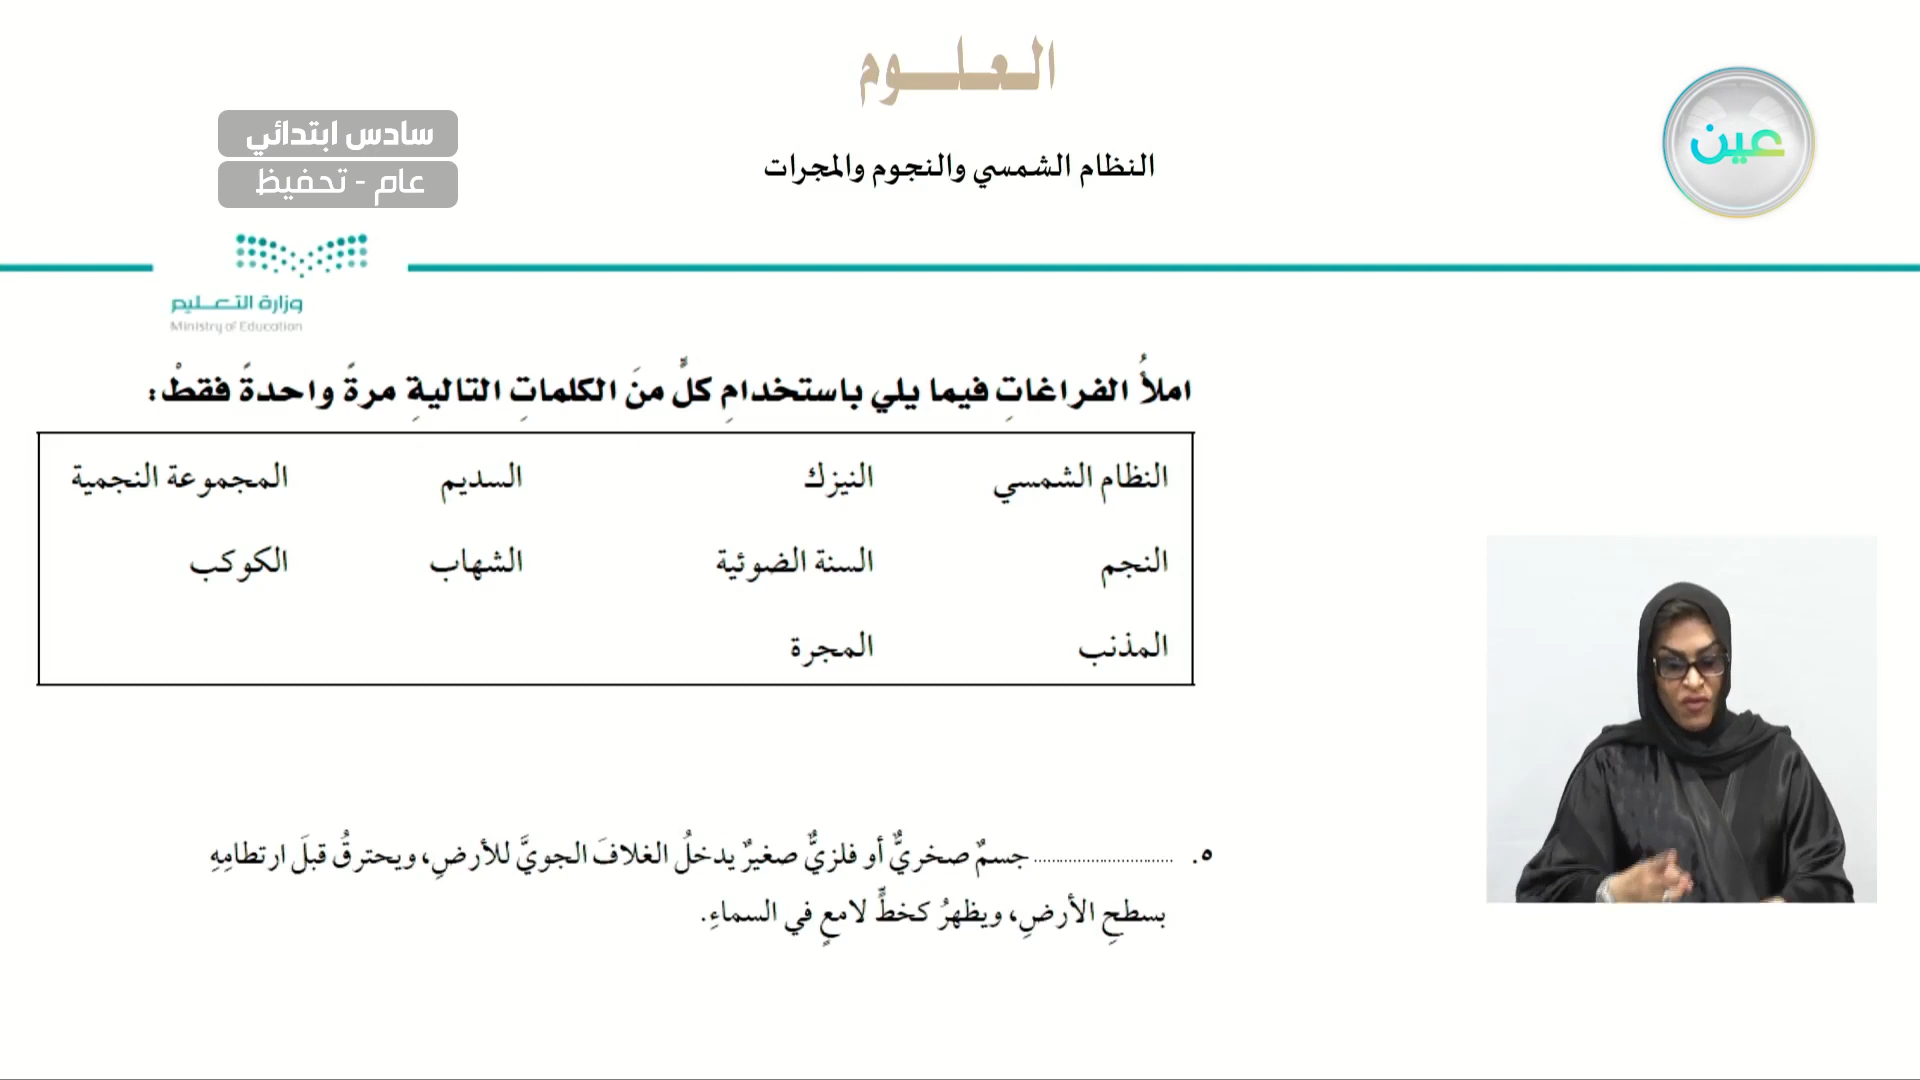 العلوم
سادس ابتدائي
عام - تحفيظ
النظام الشمسي والنجوم والمجرات
عين
وزارة التعليم
Ministry of Education
املأُ الفراغاتِ فيما يلي باستخدامِ كلٍّ منَ الكلماتِ التاليةِ مرةً واحدةً فقطْ:
النظام الشمسي النيزك السديم المجموعة النجمية
النجم السنة الضوئية الشهاب الكوكب
المذنب المجرة
٥. .............................. جسمٌ صخريٌّ أو فلزيٌّ صغيرٌ يدخلُ الغلافَ الجويَّ للأرضِ، ويحترقُ قبلَ ارتطامِهِ
بسطحِ الأرضِ، ويظهرُ كخطٍّ لامعٍ في السماءِ.